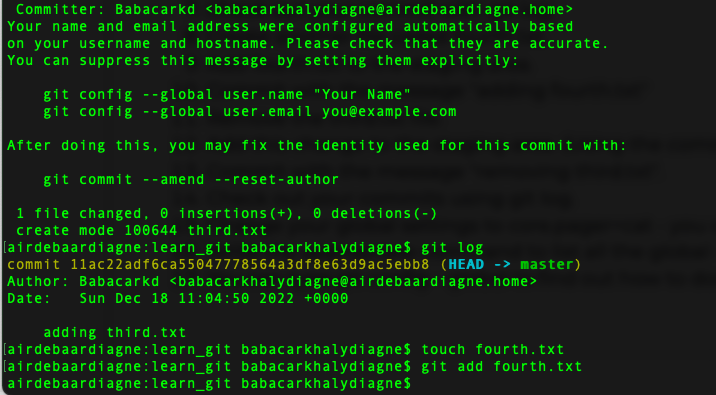 Committer: Babacarkd <babacarkhalydiagne@airdebaardiagne.home>
Your name and email address were configured automatically based
on your username and hostname. Please check that they are accurate.
You can suppress this message by setting them explicitly:
git config --global user.name "Your Name"
git config --global user.email you@example.com
After doing this, you may fix the identity used for this commit with:
git commit --amend --reset-author
1 file changed, 0 insertions(+), 0 deletions(-)
create mode 100644 third.txt
[airdebaardiagne:learn_git babacarkhalydiagne$ git log
commit 11ac22adf6ca55047778564a3df8e63d9ac5ebb8 (HEAD -> master)
Author: Babacarkd <babacarkhalydiagne@airdebaardiagne.home>
Date:   Sun Dec 18 11:04:50 2022 +0000
adding third.txt
[airdebaardiagne:learn_git babacarkhalydiagne$ touch fourth.txt
[airdebaardiagne:learn_git babacarkhalydiagne$ git add fourth.txt
airdebaardiagne:learn_git babacarkhalydiagne$